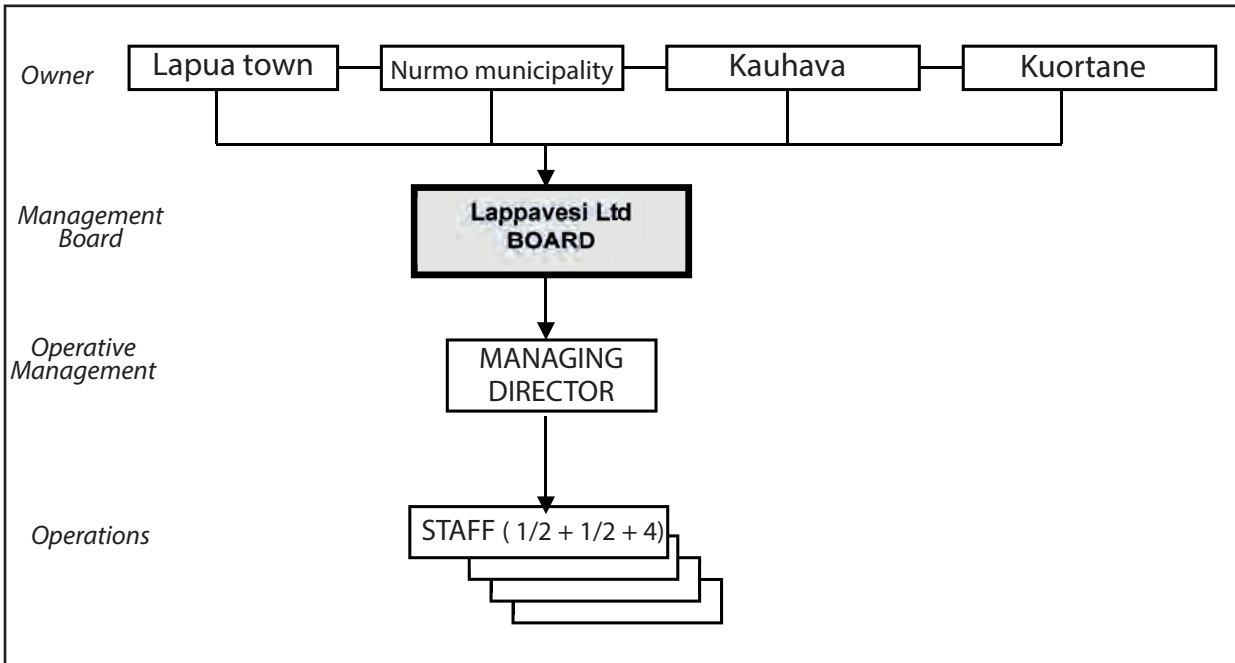 Owner
Lapua town
Nurmo municipality
Kauhava
Kuortane
Management
Board
Lappavesi Ltd
BOARD
Operative
Management
MANAGING
DIRECTOR
Operations
STAFF ( 1/2 + 1/2 + 4)